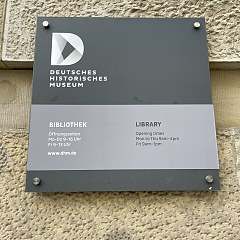 DEUTSCHES
HISTORISCHES
MUSEUM
BIBLIOTHEK
Öffnungszeiten
Mo–Do 9–16 Uhr
Fr 9–13 Uhr
www.dhm.de
LIBRARY
Opening times
Mon to Thu 9am–4pm
Fri 9am–1pm